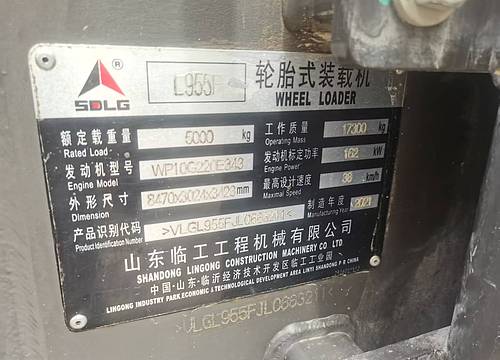 SDLG ®
L955F
轮胎式装载机
WHEEL LOADER
额定载重量 5000 kg
Rated Load
工作质量 17300 kg
Operating Mass
发动机型号 WP10G220E343
Engine Model
发动机标定功率 162 kW
Engine Power
外形尺寸 8470x3024x3423mm
Dimension
最高设计速度 38 km/h
Maximal Speed
产品识别代码
Product Identification Number
制造年度 2021
Manufacturing Year
山东临工工程机械有限公司
SHANDONG LINGONG CONSTRUCTION MACHINERY CO LTD
中国·山东·临沂经济技术开发区临工工业园
LINGONG INDUSTRY PARK ECONOMIC & TECHNOLOGICAL DEVELOPMENT AREA LINYI SHANDONG P R CHINA